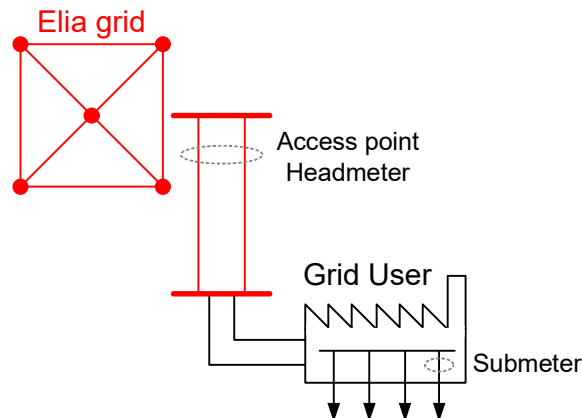 Elia grid
Access point
Headmeter
Grid User
Submeter